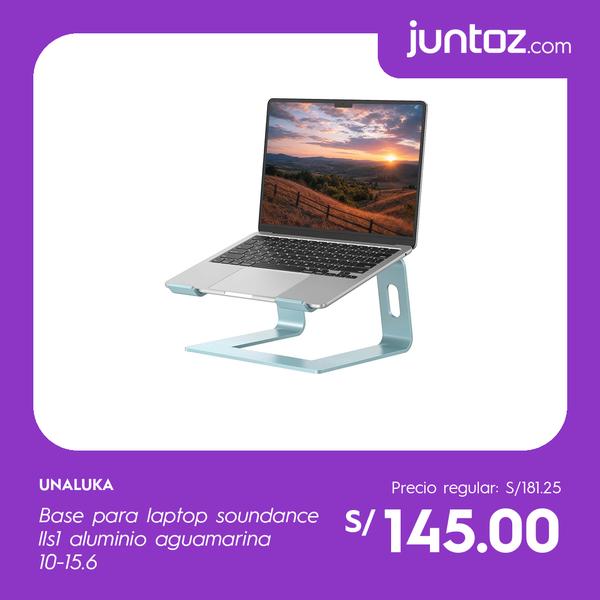 juntoz.com
UNALUKA
Base para laptop soundance
lls1 aluminio aguamarina
10-15.6
Precio regular: S/181.25
S/145.00